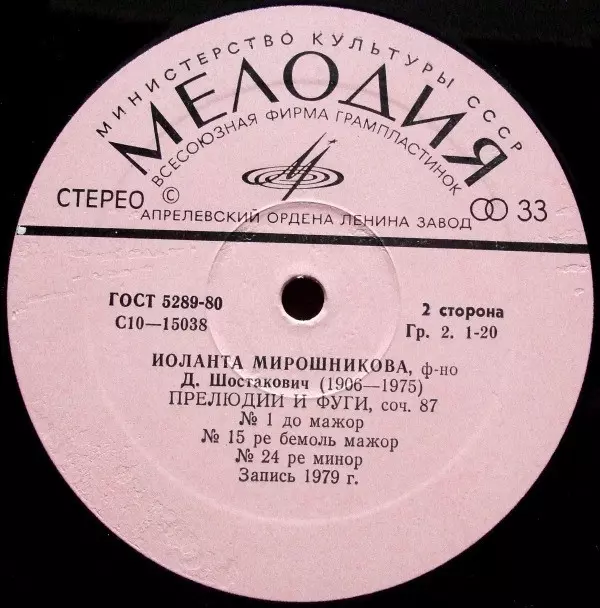 МИНИСТЕРСТВО КУЛЬТУРЫ СССР
МЕЛОДИЯ
ВСЕСОЮЗНАЯ ФИРМА ГРАМПЛАСТИНОК
СТЕРЕО ©
33
АПРЕЛЕВСКИЙ ОРДЕНА ЛЕНИНА ЗАВОД
ГОСТ 5289-80
С10—15038
2 сторона
Гр. 2. 1-20
ИОЛАНТА МИРОШНИКОВА, ф-но
Д. Шостакович (1906—1975)
ПРЕЛЮДИИ И ФУГИ, соч. 87
№ 1 до мажор
№ 15 ре бемоль мажор
№ 24 ре минор
Запись 1979 г.